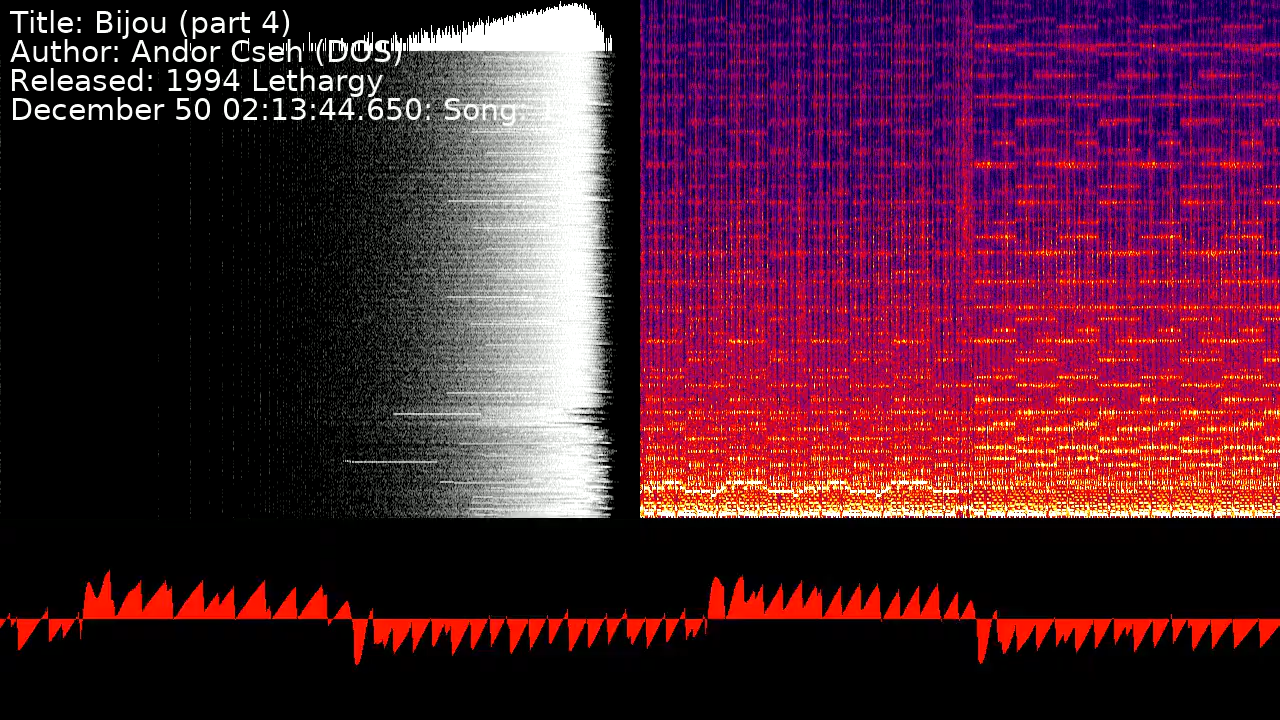 Title: Bijou (part 4)
Author: Andor Cseh (DOS)
Released: 1994 Lethargy
December 50 02:13:44.650: Song: